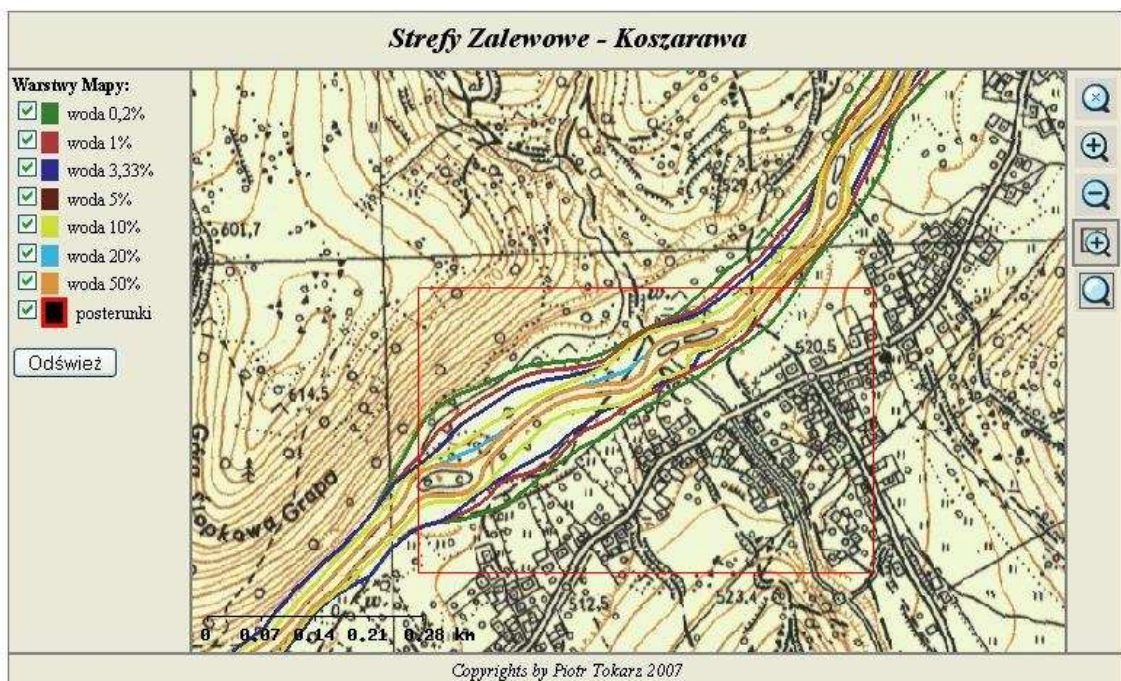 Strefy Zalewowe - Koszarawa
Warstwy Mapy:
woda 0,2%
woda 1%
woda 3,33%
woda 5%
woda 10%
woda 20%
woda 50%
posterunki
Odśwież
601,7
529,1
520,5
614,5
Grapa
512,5
523,4
0 0.07 0.14 0.21 0.28 km
Copyrights by Piotr Tokarz 2007